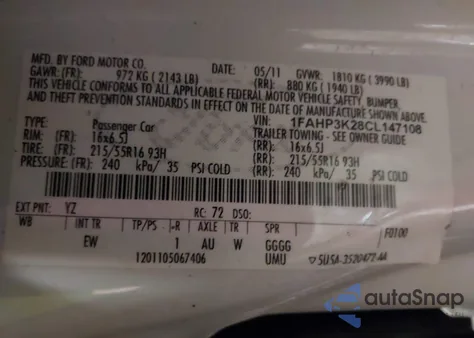 MFD. BY FORD MOTOR CO.
DATE: 05/11 GVWR: 1810 KG (3990 LB)
GAWR: (FR): 972 KG (2143 LB) (RR): 880 KG (1940 LB)
THIS VEHICLE CONFORMS TO ALL APPLICABLE FEDERAL MOTOR VEHICLE SAFETY, BUMPER,
AND THEFT PREVENTION STANDARDS IN EFFECT ON THE DATE OF MANUFACTURE SHOWN ABOVE.
VIN: 1FAHP3K28CL147108
TYPE: Passenger Car TRAILER TOWING - SEE OWNER GUIDE
RIM: (FR): 16x6.5J (RR): 16x6.5J
TIRE: (FR): 215/55R16 93H (RR): 215/55R16 93H
PRESSURE: (FR): 240 kPa/ 35 PSI COLD (RR): 240 kPa/ 35 PSI COLD
EXT PNT: YZ RC: 72 DSO: F0100
WB INT TR TP/PS R AXLE TR SPR
EW 1 AU W GGGG
1201105067406 UMU
autoSnap